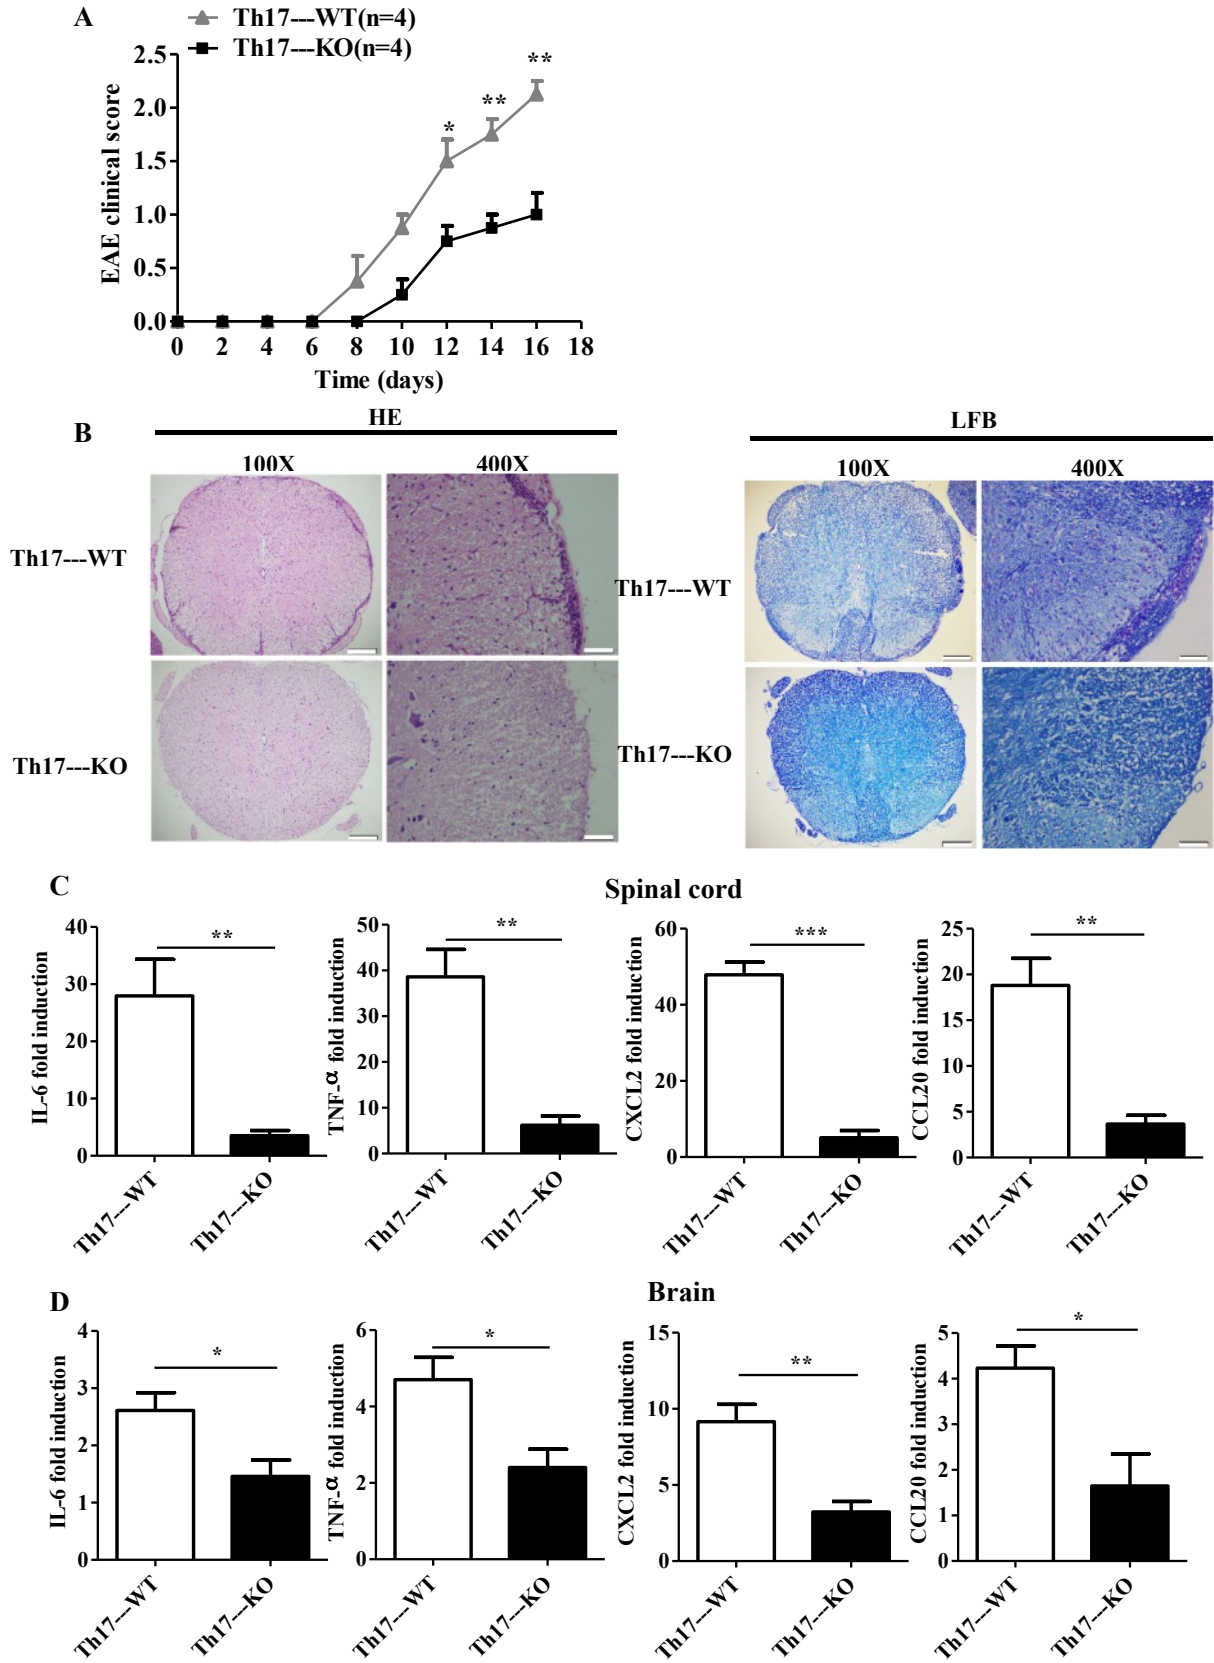 A
Th17---WT(n=4)
Th17---KO(n=4)
EAE clinical score
2.5
2.0
1.5
1.0
0.5
0.0
*
**
**
0 2 4 6 8 10 12 14 16 18
Time (days)
B
HE
LFB
100X 400X
100X 400X
Th17---WT
Th17---WT
Th17---KO
Th17---KO
C
Spinal cord
IL-6 fold induction
40
30
20
10
0
**
Th17---WT
Th17---KO
TNF-α fold induction
50
40
30
20
10
0
**
Th17---WT
Th17---KO
CXCL2 fold induction
60
40
20
0
***
Th17---WT
Th17---KO
CCL20 fold induction
25
20
15
10
5
0
**
Th17---WT
Th17---KO
D
Brain
IL-6 fold induction
4
3
2
1
0
*
Th17---WT
Th17---KO
TNF-α fold induction
6
4
2
0
*
Th17---WT
Th17---KO
CXCL2 fold induction
15
10
5
0
**
Th17---WT
Th17---KO
CCL20 fold induction
5
4
3
2
1
0
*
Th17---WT
Th17---KO